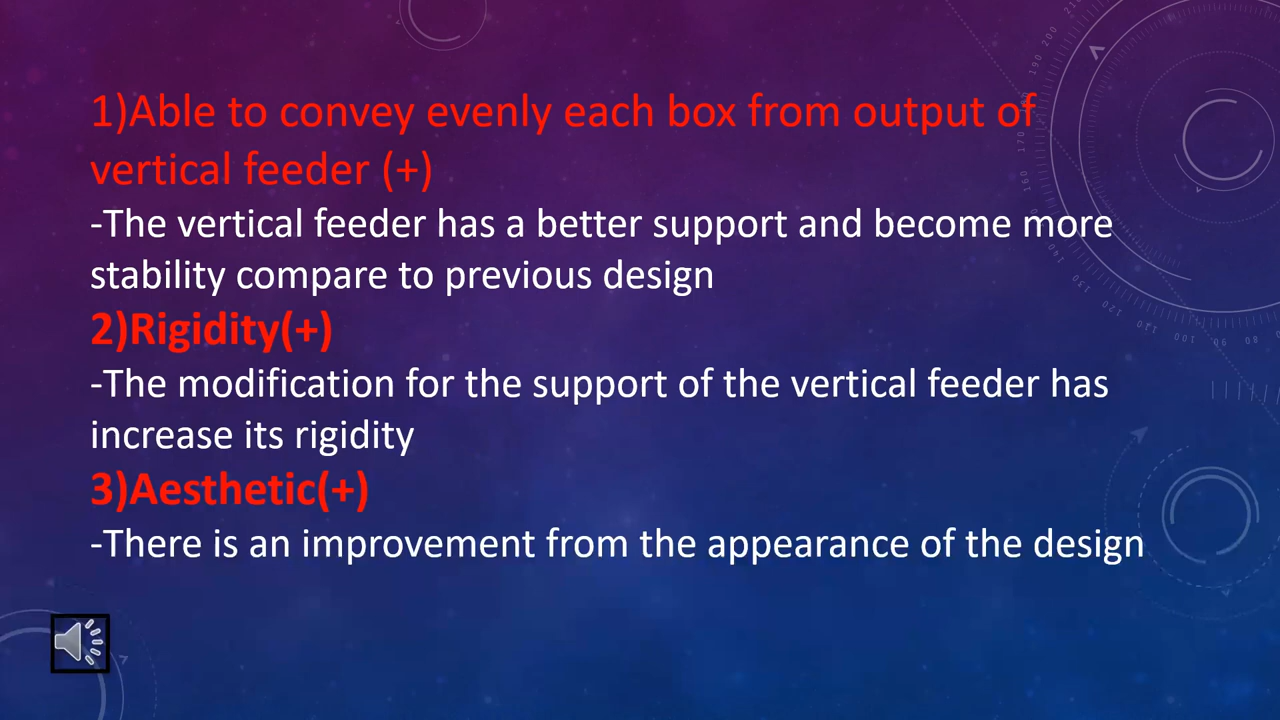 1)Able to convey evenly each box from output of
vertical feeder (+)
-The vertical feeder has a better support and become more
stability compare to previous design
2)Rigidity(+)
-The modification for the support of the vertical feeder has
increase its rigidity
3)Aesthetic(+)
-There is an improvement from the appearance of the design